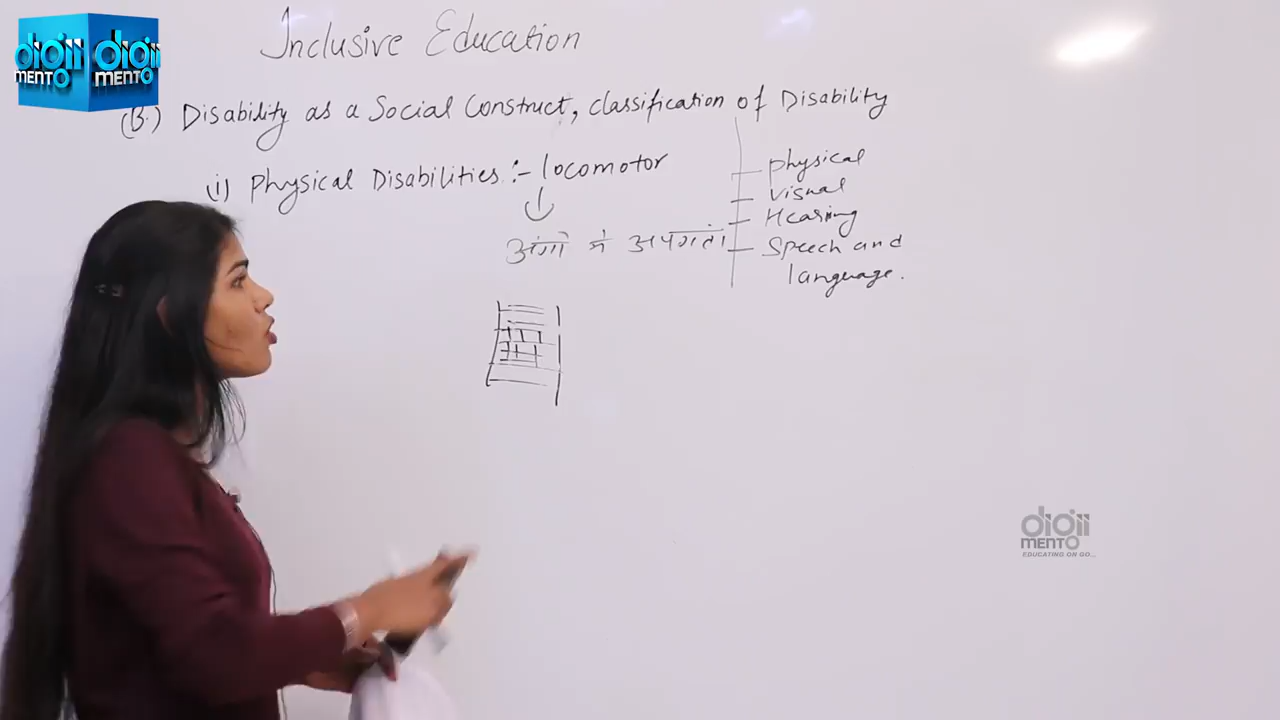 digii MENTO digii MENTO
Inclusive Education
(B.) Disability as a Social Construct, classification of Disability
(i) Physical Disabilities :- locomotor
अंगों में अपंगता
physical
Visual
Hearing
Speech and
language.
digii
MENTO
EDUCATING ON GO...